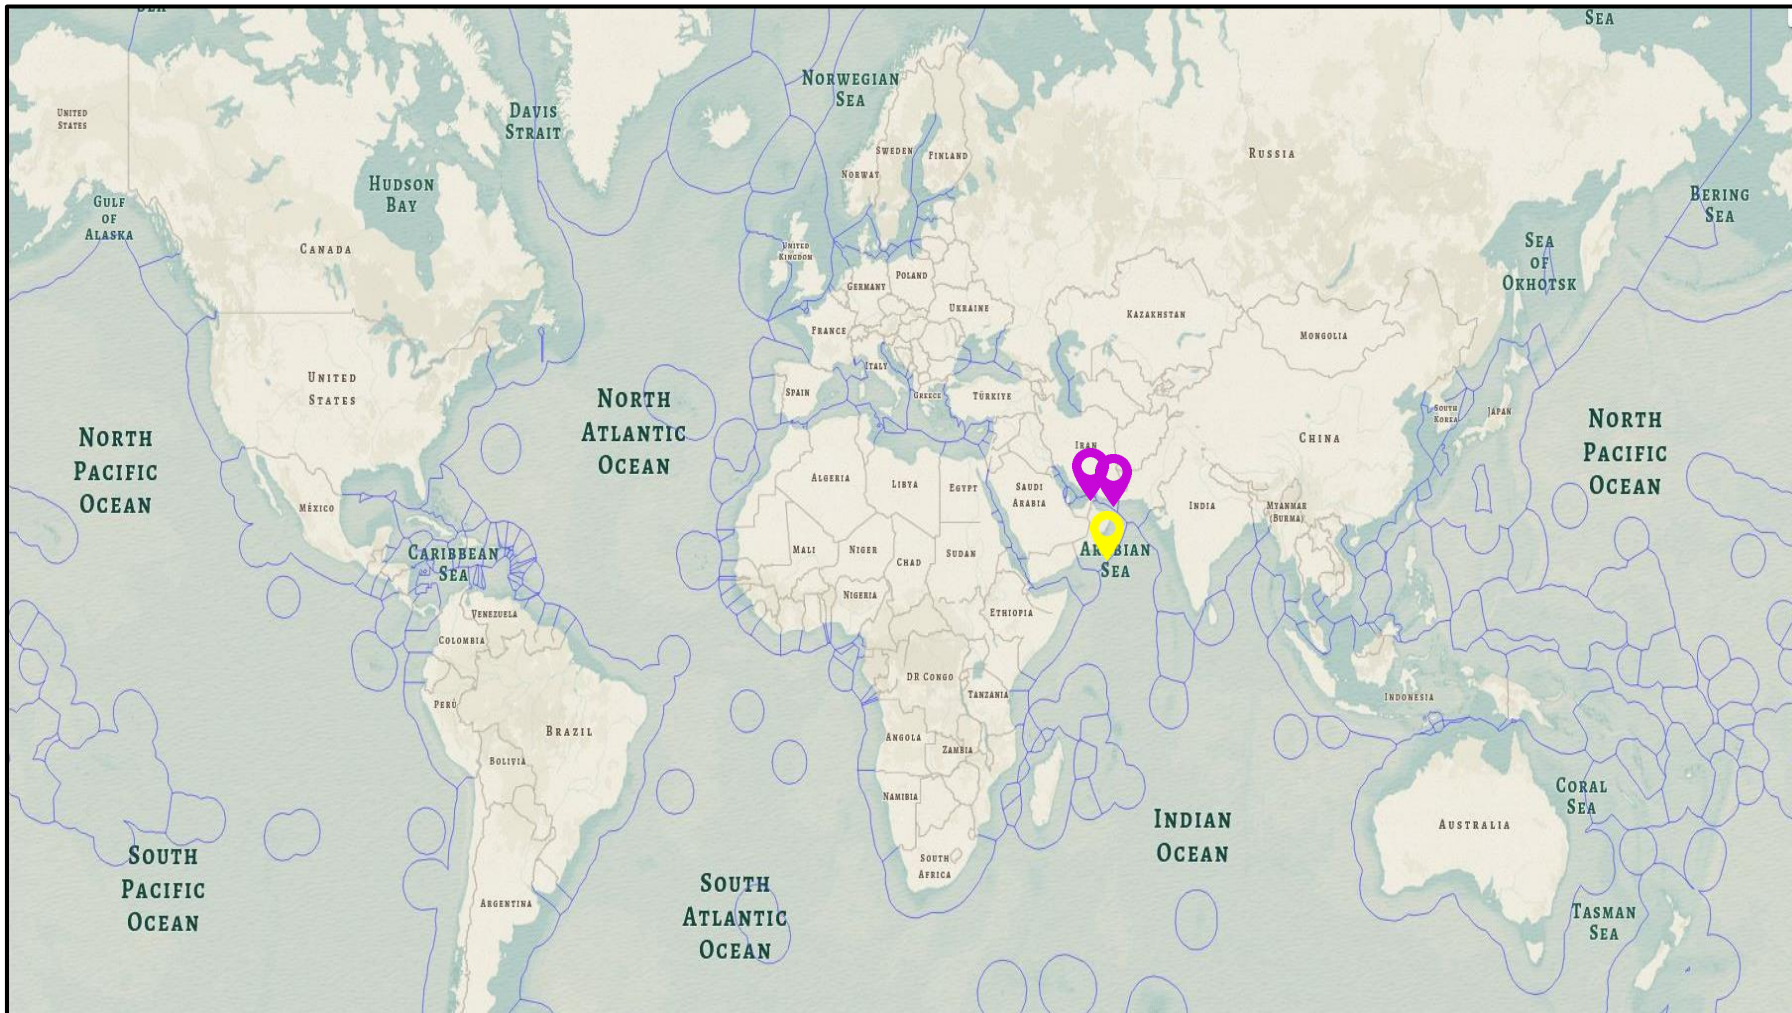 SEA
SEA
NORWEGIAN
SEA
DAVIS
STRAIT
UNITED
STATES
SWEDEN
FINLAND
NORWAY
RUSSIA
HUDSON
BAY
GULF
OF
ALASKA
BERING
SEA
CANADA
UNITED
KINGDOM
SEA
OF
OKHOTSK
POLAND
GERMANY
UKRAINE
KAZAKHSTAN
FRANCE
MONGOLIA
ITALY
UNITED
STATES
SPAIN
GREECE
TÜRKIYE
NORTH
ATLANTIC
OCEAN
SOUTH
KOREA
JAPAN
NORTH
PACIFIC
OCEAN
NORTH
PACIFIC
OCEAN
CHINA
IRAN
ALGERIA
LIBYA
EGYPT
SAUDI
ARABIA
INDIA
MYANMAR
(BURMA)
MÉXICO
MALI
NIGER
CHAD
SUDAN
ARABIAN
SEA
CARIBBEAN
SEA
NIGERIA
ETHIOPIA
VENEZUELA
COLOMBIA
DR CONGO
TANZANIA
INDONESIA
PERÚ
BRAZIL
ANGOLA
ZAMBIA
BOLIVIA
NAMIBIA
CORAL
SEA
INDIAN
OCEAN
AUSTRALIA
SOUTH
PACIFIC
OCEAN
SOUTH
AFRICA
SOUTH
ATLANTIC
OCEAN
ARGENTINA
TASMAN
SEA